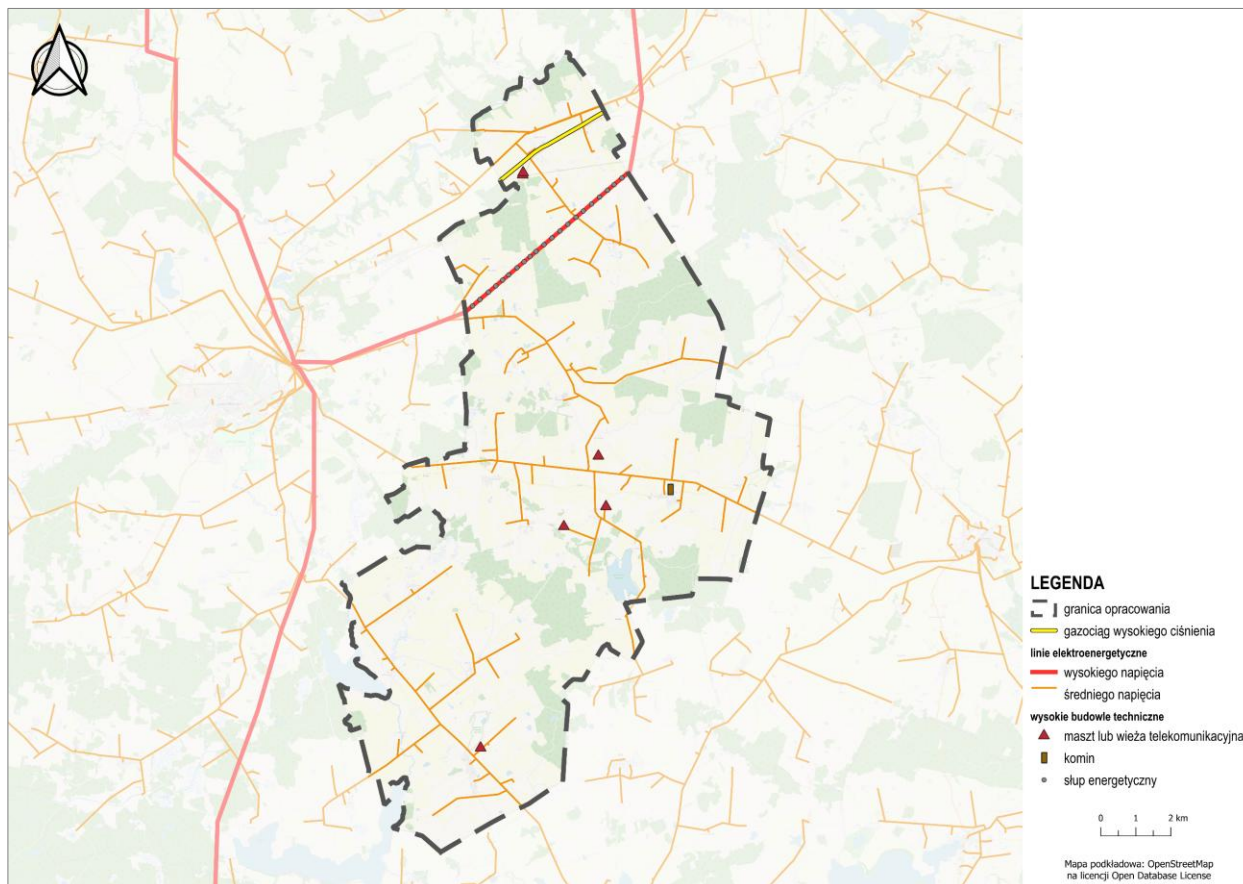 LEGENDA
granica opracowania
gazociąg wysokiego ciśnienia
linie elektroenergetyczne
wysokiego napięcia
średniego napięcia
wysokie budowle techniczne
maszt lub wieża telekomunikacyjna
komin
słup energetyczny
0 1 2 km
Mapa podkładowa: OpenStreetMap
na licencji Open Database License